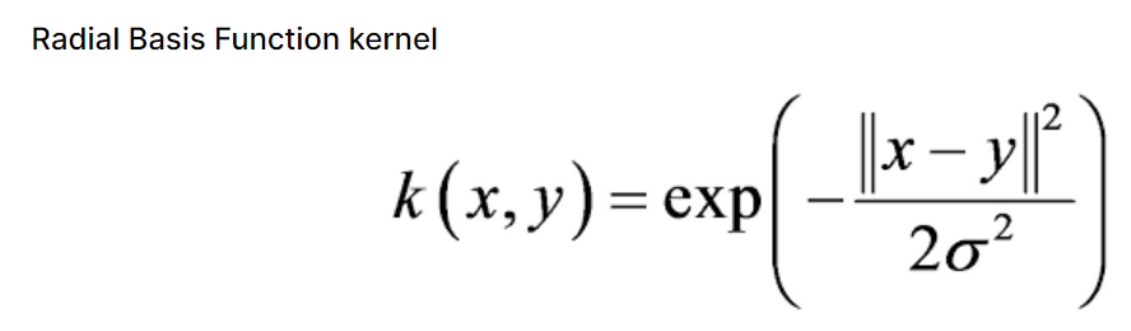 Radial Basis Function kernel
k(x, y) = exp(−‖x − y‖² / 2σ²)